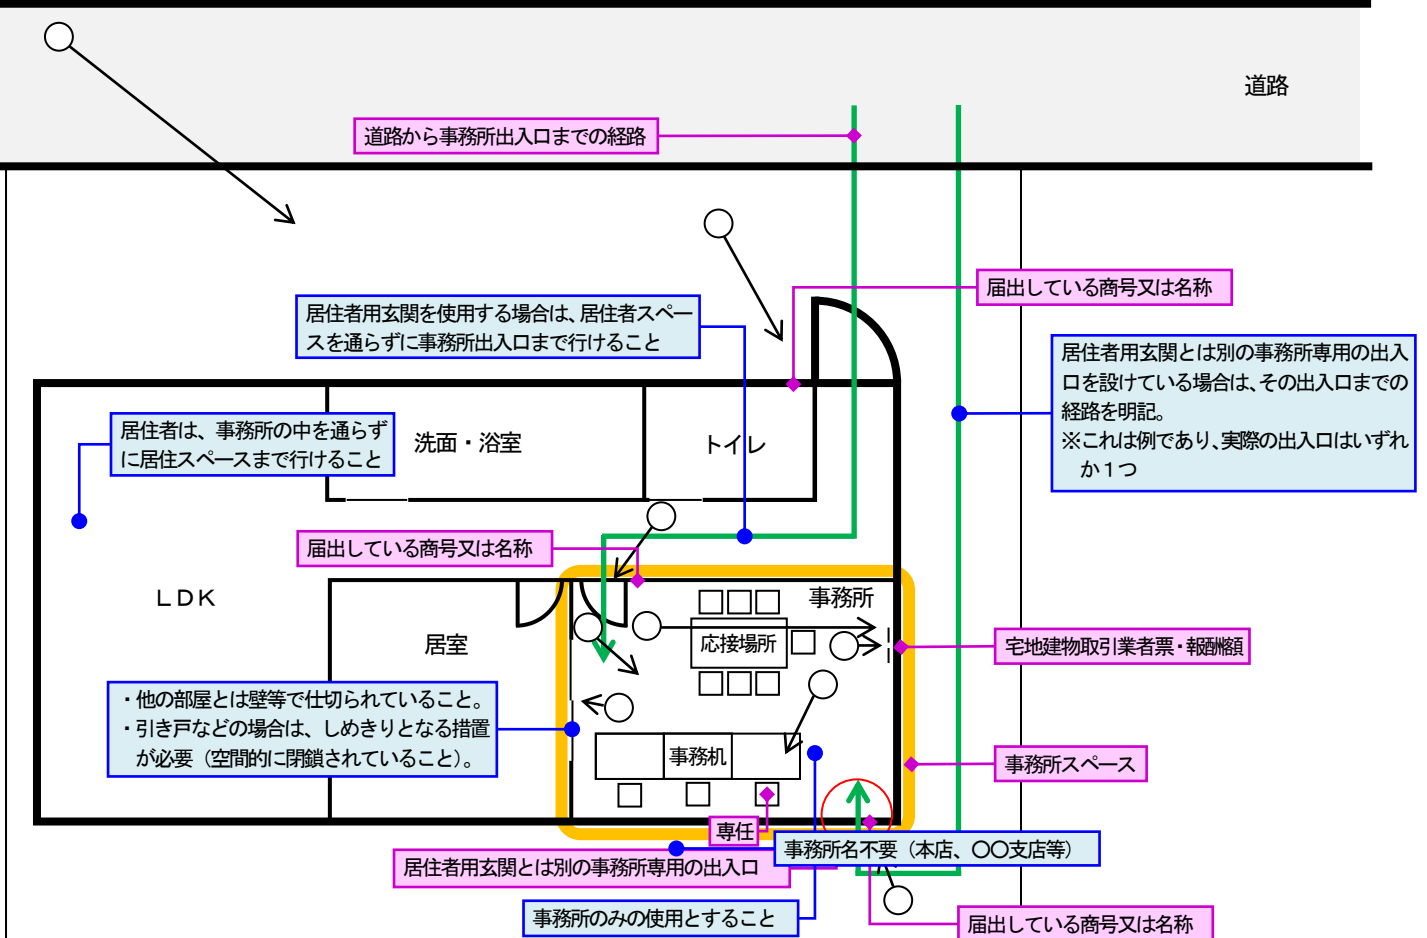 道路
道路から事務所出入口までの経路
届出している商号又は名称
居住者用玄関を使用する場合は、居住者スペー
スを通らずに事務所出入口まで行けること
居住者用玄関とは別の事務所専用の出入
口を設けている場合は、その出入口までの
経路を明記。
※これは例であり、実際の出入口はいずれ
か１つ
居住者は、事務所の中を通らず
に居住スペースまで行けること
洗面・浴室
トイレ
届出している商号又は名称
ＬＤＫ
事務所
居室
応接場所
宅地建物取引業者票・報酬額
・他の部屋とは壁等で仕切られていること。
・引き戸などの場合は、しめきりとなる措置
が必要（空間的に閉鎖されていること）。
事務机
事務所スペース
専任
事務所名不要（本店、〇〇支店等）
居住者用玄関とは別の事務所専用の出入口
事務所のみの使用とすること
届出している商号又は名称